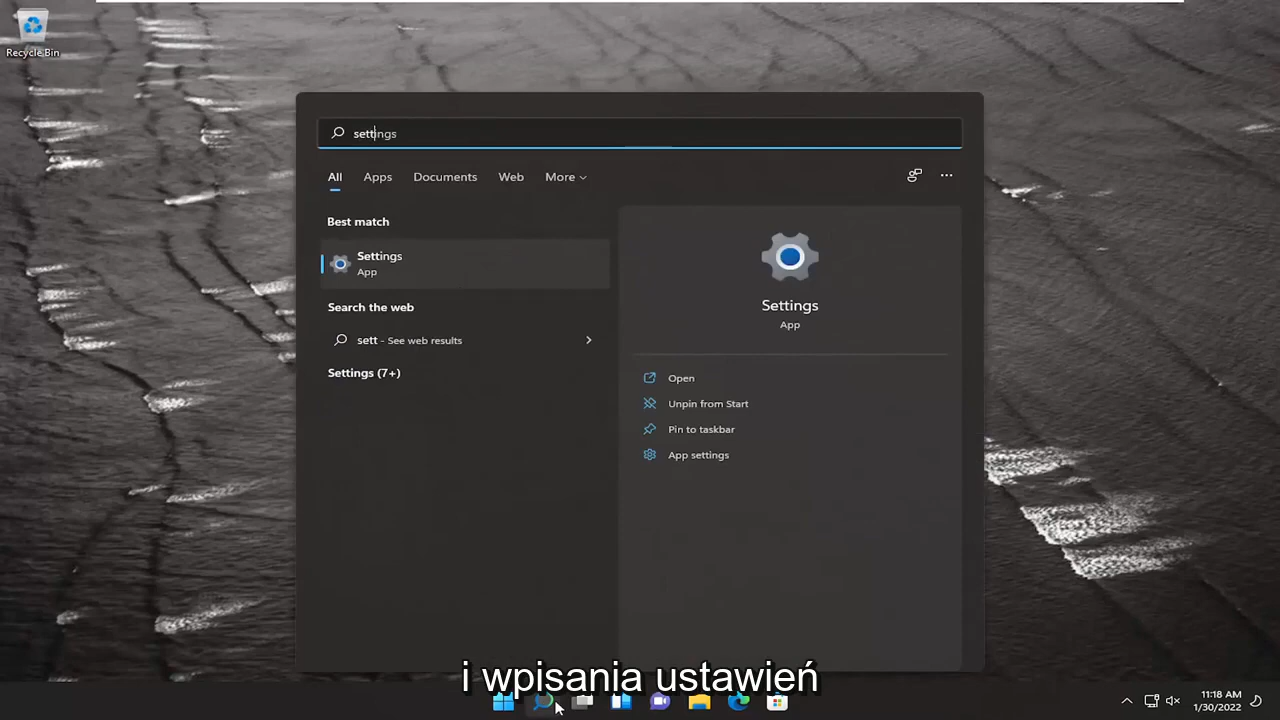 Recycle Bin
settings
All Apps Documents Web More
Best match
Settings
App
Search the web
sett - See web results
Settings (7+)
Settings
App
Open
Unpin from Start
Pin to taskbar
App settings
i wpisania ustawień
11:18 AM
1/30/2022